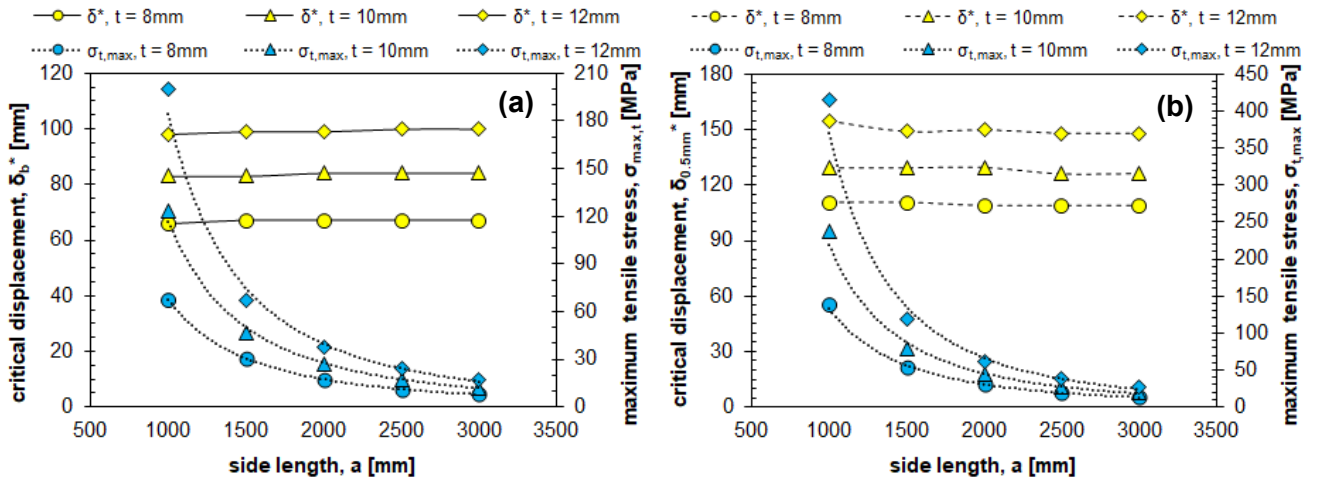 δ*, t = 8mm δ*, t = 10mm δ*, t = 12mm
σt,max, t = 8mm σt,max, t = 10mm σt,max, t = 12mm
(a)
critical displacement, δb* [mm]
120
100
80
60
40
20
0
maximum tensile stress, σmax,t [MPa]
210
180
150
120
90
60
30
0
500 1000 1500 2000 2500 3000 3500
side length, a [mm]
δ*, t = 8mm δ*, t = 10mm δ*, t = 12mm
σt,max, t = 8mm σt,max, t = 10mm σt,max, t = 12mm
(b)
critical displacement, δ0.5mm* [mm]
180
150
120
90
60
30
0
maximum tensile stress, σt,max [MPa]
450
400
350
300
250
200
150
100
50
0
500 1000 1500 2000 2500 3000 3500
side length, a [mm]